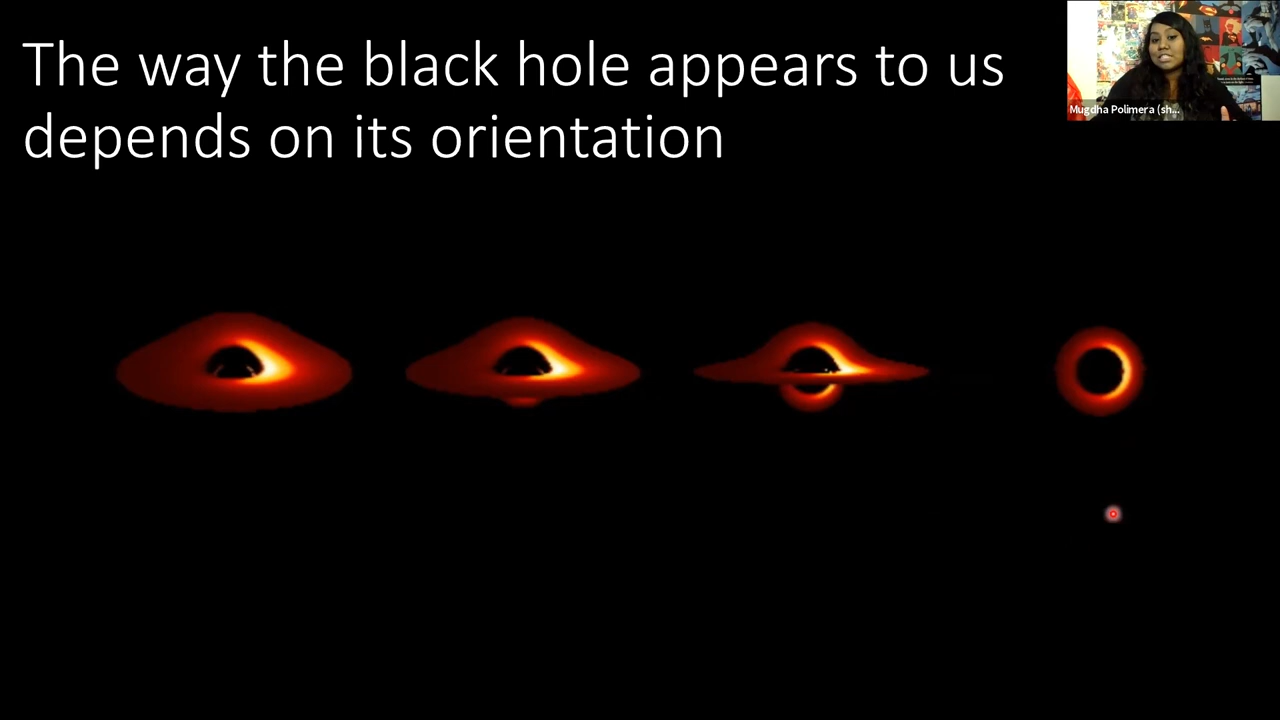 The way the black hole appears to us
depends on its orientation
Mugdha Polimera (sh...